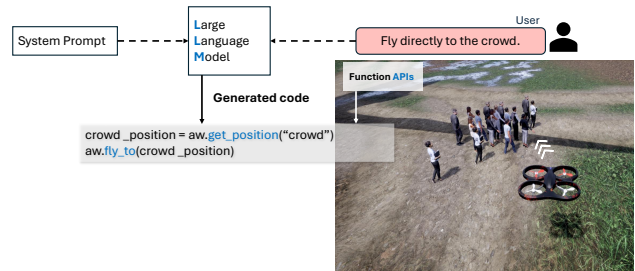 User
System Prompt
Large
Language
Model
Fly directly to the crowd.
Function APIs
Generated code
crowd _position = aw.get_position(“crowd”)
aw.fly_to(crowd _position)